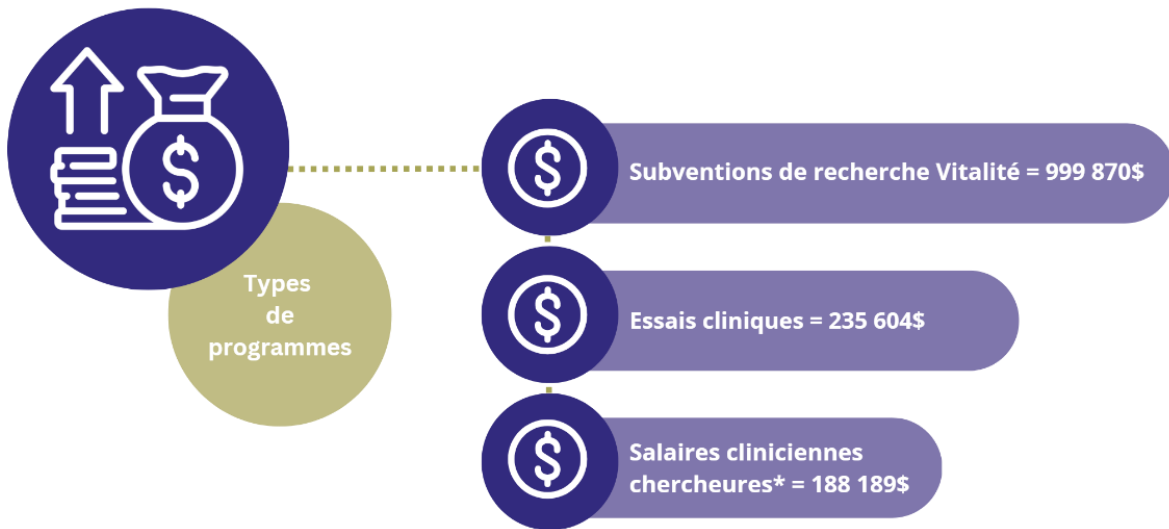 Types
de
programmes
Subventions de recherche Vitalité = 999 870$
Essais cliniques = 235 604$
Salaires cliniciennes
chercheures* = 188 189$